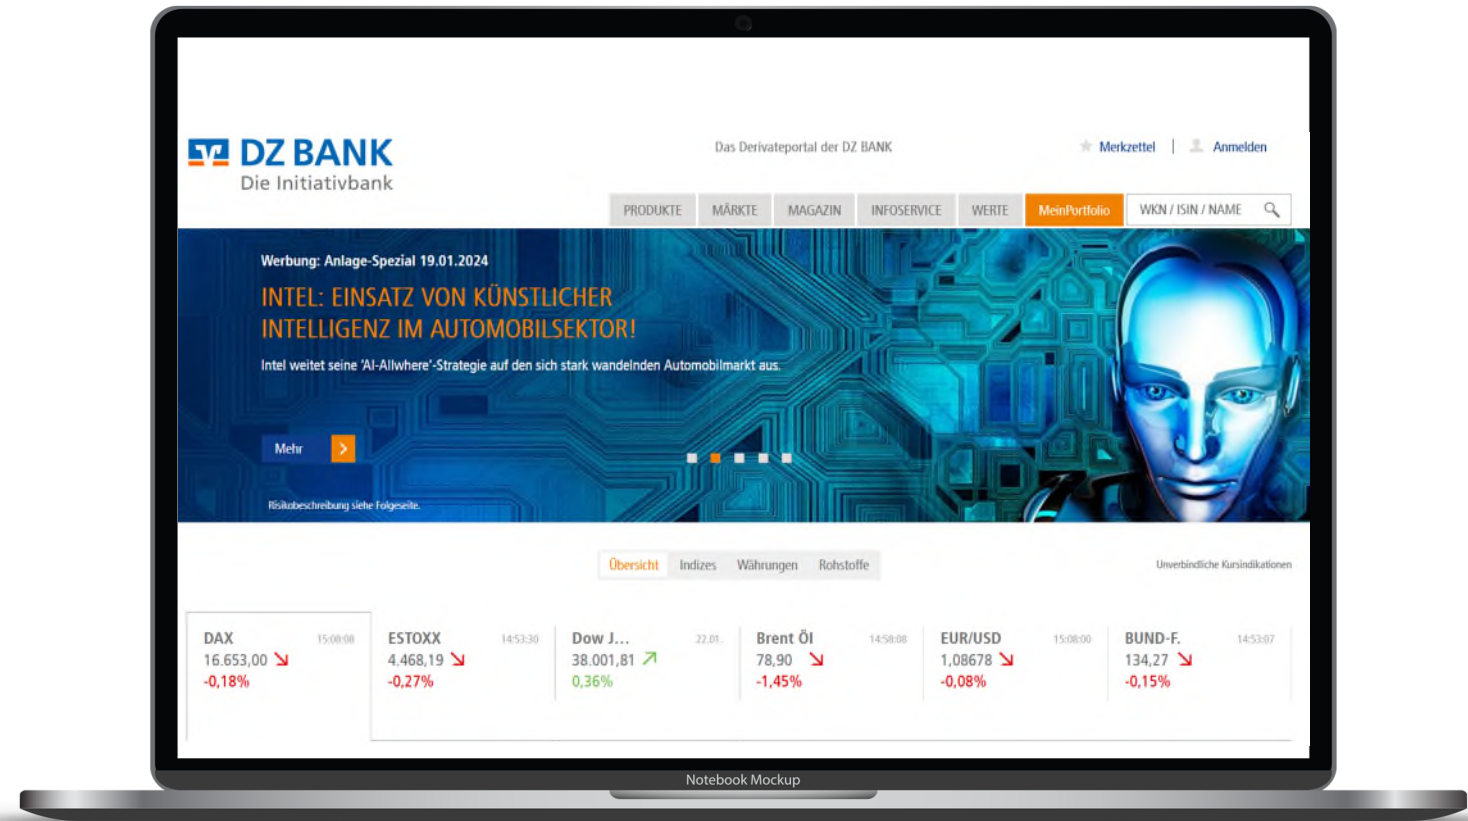 DZ BANK
Die Initiativbank
Das Derivateportal der DZ BANK
Merkzettel | Anmelden
PRODUKTE MÄRKTE MAGAZIN INFOSERVICE WERTE MeinPortfolio WKN / ISIN / NAME
Werbung: Anlage-Spezial 19.01.2024
INTEL: EINSATZ VON KÜNSTLICHER
INTELLIGENZ IM AUTOMOBILSEKTOR!
Intel weitet seine 'AI-Allwhere'-Strategie auf den sich stark wandelnden Automobilmarkt aus.
Mehr
Risikobeschreibung siehe Folgeseite.
Übersicht Indizes Währungen Rohstoffe
Unverbindliche Kursindikationen
DAX 15:08:08
16.653,00
-0,18%
ESTOXX 14:53:30
4.468,19
-0,27%
Dow J... 22.01..
38.001,81
0,36%
Brent Öl 14:58:08
78,90
-1,45%
EUR/USD 15:08:00
1,08678
-0,08%
BUND-F. 14:53:07
134,27
-0,15%
Notebook Mockup